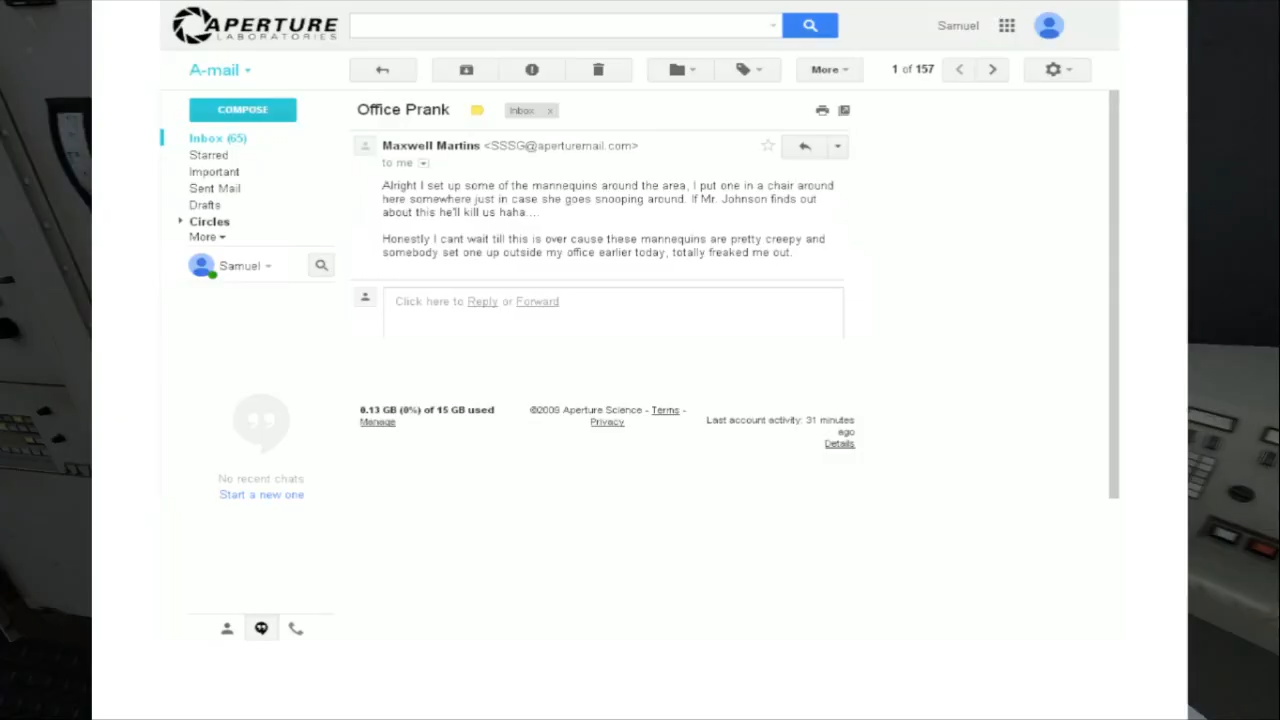 APERTURE
LABORATORIES
Samuel
A-mail
More
1 of 157
COMPOSE
Office Prank
Inbox x
Inbox (65)
Starred
Important
Sent Mail
Drafts
Circles
More
Samuel
Maxwell Martins <SSSG@aperturemail.com>
to me
Alright I set up some of the mannequins around the area, I put one in a chair around
here somewhere just in case she goes snooping around. If Mr. Johnson finds out
about this he'll kill us haha....
Honestly I cant wait till this is over cause these mannequins are pretty creepy and
somebody set one up outside my office earlier today, totally freaked me out.
Click here to Reply or Forward
0.13 GB (0%) of 15 GB used
Manage
©2009 Aperture Science - Terms -
Privacy
Last account activity: 31 minutes
ago
Details
No recent chats
Start a new one